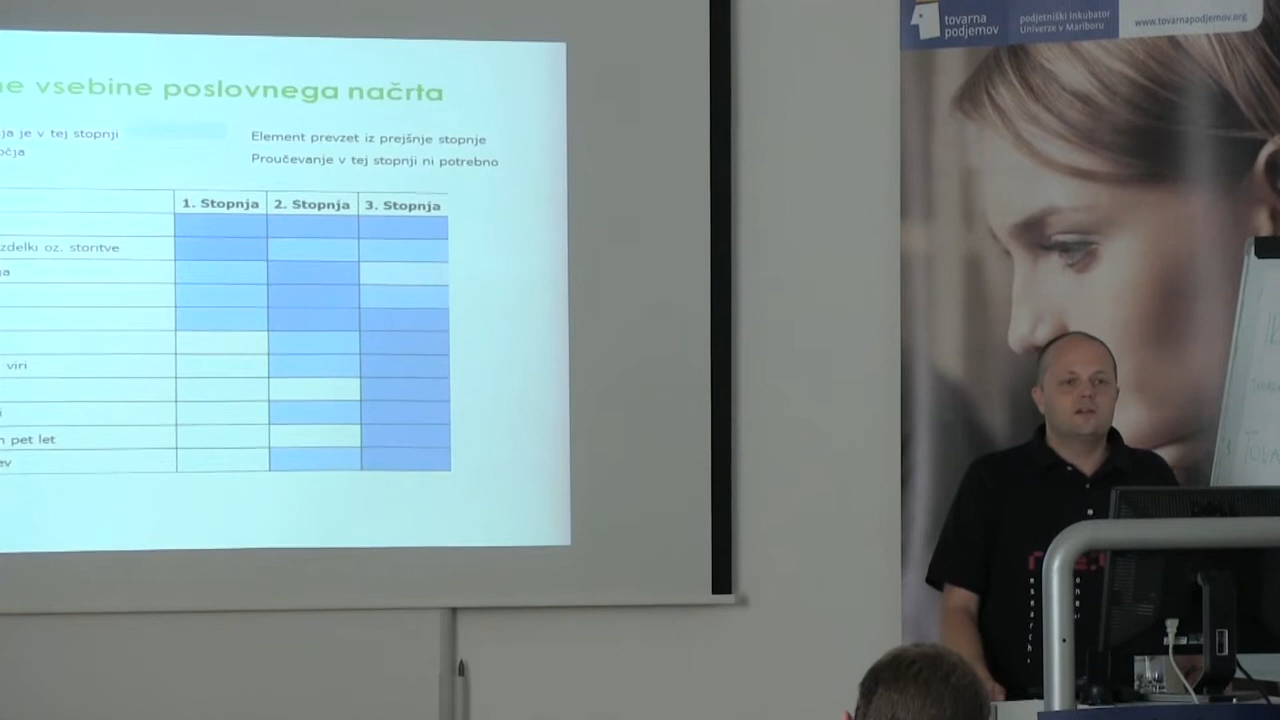 ne vsebine poslovnega načrta
ja je v tej stopnji
očja
Element prevzet iz prejšnje stopnje
Proučevanje v tej stopnji ni potrebno
1. Stopnja 2. Stopnja 3. Stopnja
zdelki oz. storitve
ja
viri
i
n pet let
ev
tovarna
podjemov
podjetniški inkubator
Univerze v Mariboru
www.tovarnapodjemov.org